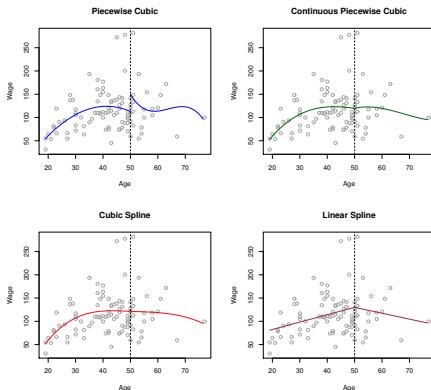 Piecewise Cubic
Wage
50 100 150 200 250
20 30 40 50 60 70
Age
Continuous Piecewise Cubic
Wage
50 100 150 200 250
20 30 40 50 60 70
Age
Cubic Spline
Wage
50 100 150 200 250
20 30 40 50 60 70
Age
Linear Spline
Wage
50 100 150 200 250
20 30 40 50 60 70
Age